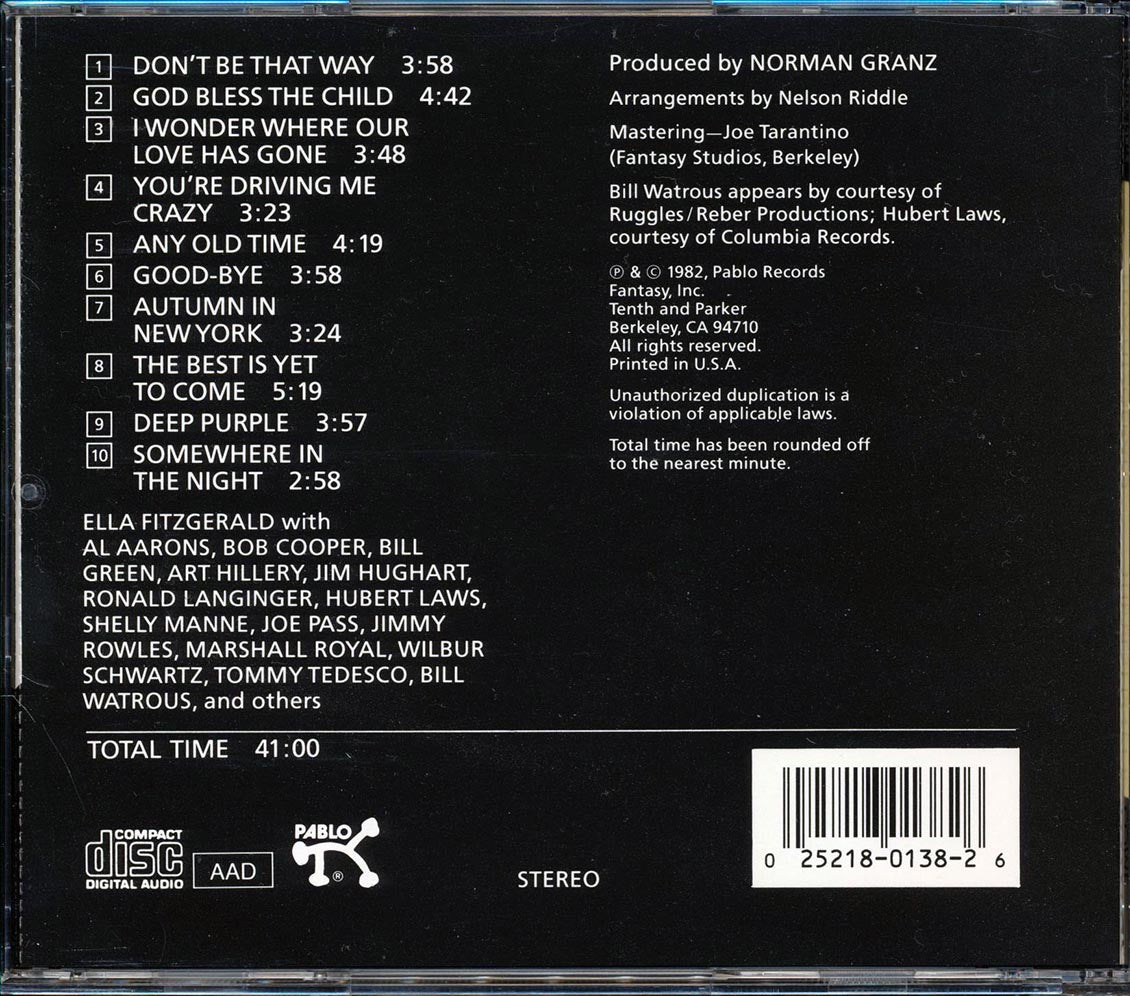 1 DON'T BE THAT WAY 3:58
2 GOD BLESS THE CHILD 4:42
3 I WONDER WHERE OUR
LOVE HAS GONE 3:48
4 YOU'RE DRIVING ME
CRAZY 3:23
5 ANY OLD TIME 4:19
6 GOOD-BYE 3:58
7 AUTUMN IN
NEW YORK 3:24
8 THE BEST IS YET
TO COME 5:19
9 DEEP PURPLE 3:57
10 SOMEWHERE IN
THE NIGHT 2:58
ELLA FITZGERALD with
AL AARONS, BOB COOPER, BILL
GREEN, ART HILLERY, JIM HUGHART,
RONALD LANGINGER, HUBERT LAWS,
SHELLY MANNE, JOE PASS, JIMMY
ROWLES, MARSHALL ROYAL, WILBUR
SCHWARTZ, TOMMY TEDESCO, BILL
WATROUS, and others
Produced by NORMAN GRANZ
Arrangements by Nelson Riddle
Mastering—Joe Tarantino
(Fantasy Studios, Berkeley)
Bill Watrous appears by courtesy of
Ruggles/Reber Productions; Hubert Laws,
courtesy of Columbia Records.
℗ & © 1982, Pablo Records
Fantasy, Inc.
Tenth and Parker
Berkeley, CA 94710
All rights reserved.
Printed in U.S.A.
Unauthorized duplication is a
violation of applicable laws.
Total time has been rounded off
to the nearest minute.
TOTAL TIME 41:00
COMPACT
disc
DIGITAL AUDIO
AAD
PABLO
®
STEREO
0 25218-0138-2 6